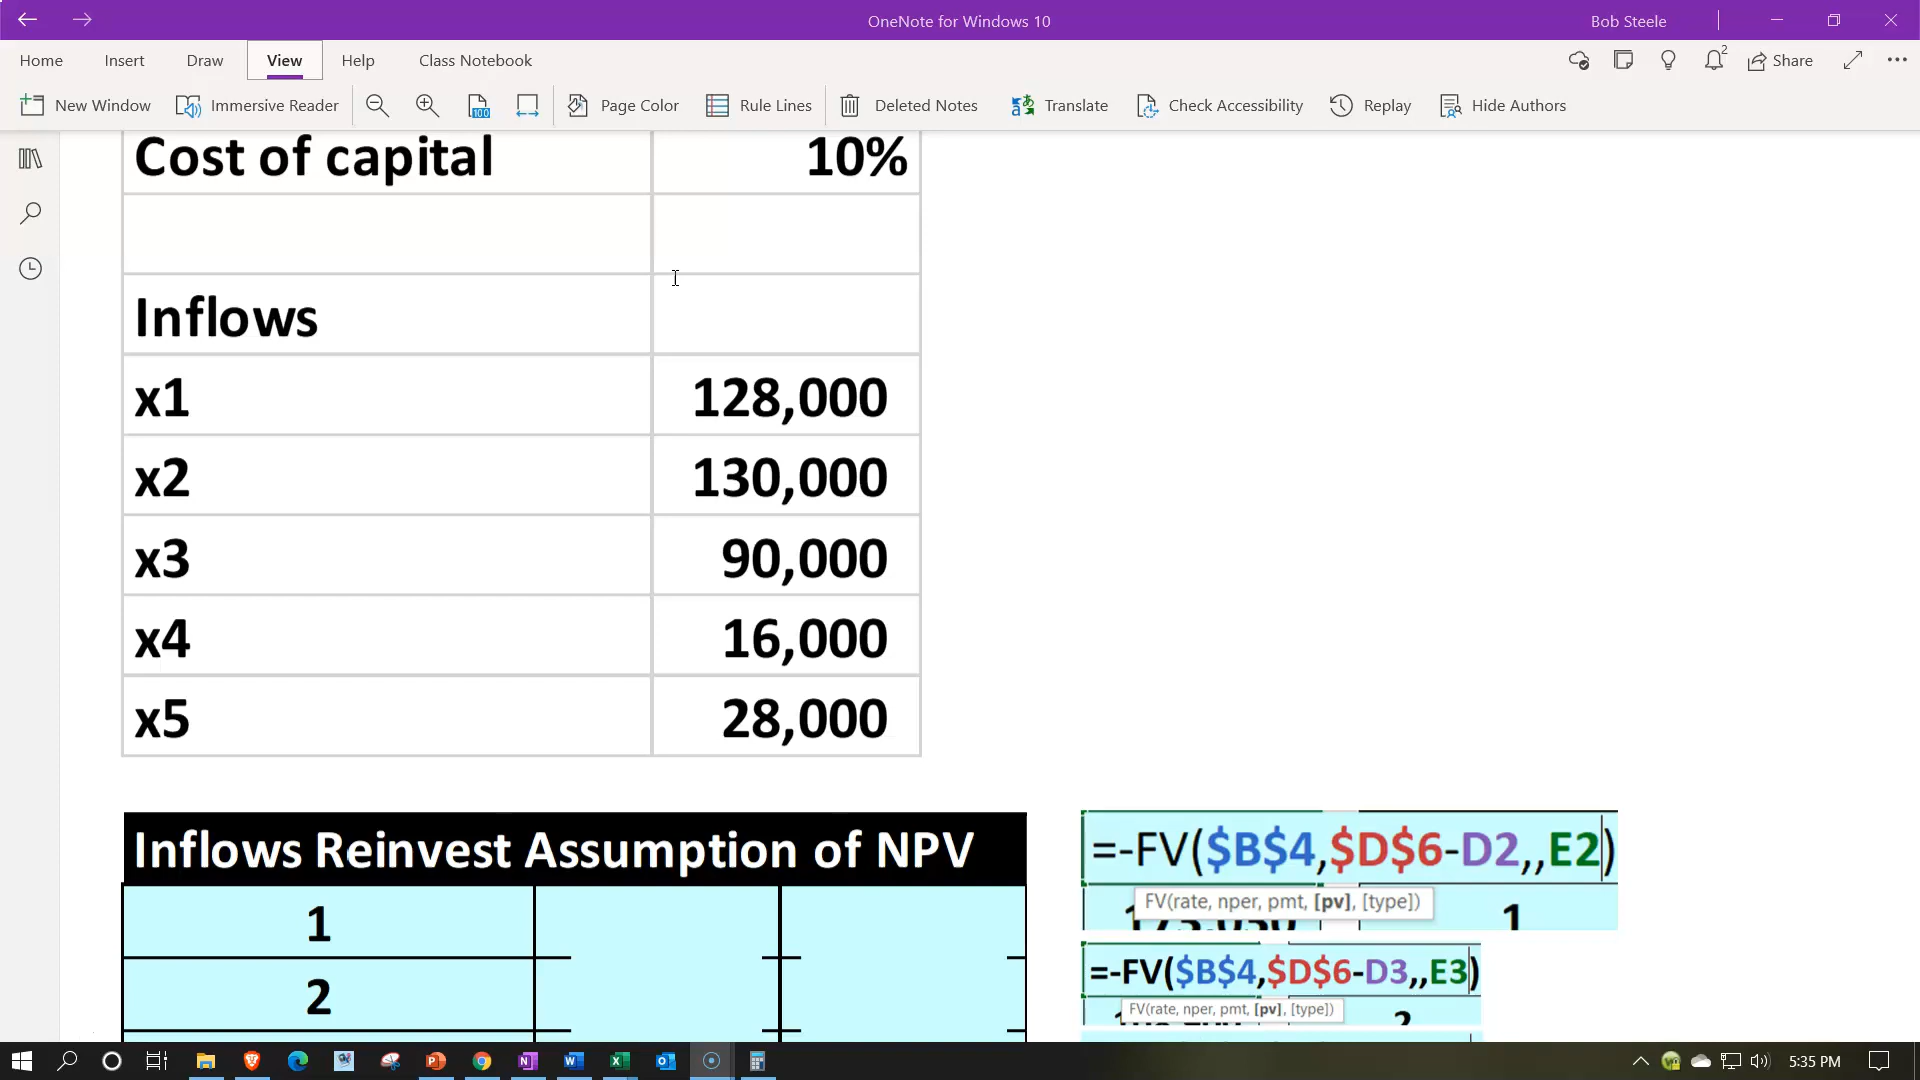 OneNote for Windows 10
Bob Steele
Home Insert Draw View Help Class Notebook
2
Share
New Window Immersive Reader
100
Page Color Rule Lines Deleted Notes Translate Check Accessibility Replay Hide Authors
Cost of capital 10%
Inflows
x1 128,000
x2 130,000
x3 90,000
x4 16,000
x5 28,000
Inflows Reinvest Assumption of NPV
1
2
=-FV($B$4,$D$6-D2,,E2)
FV(rate, nper, pmt, [pv], [type])
1
=-FV($B$4,$D$6-D3,,E3)
FV(rate, nper, pmt, [pv], [type])
2
5:35 PM